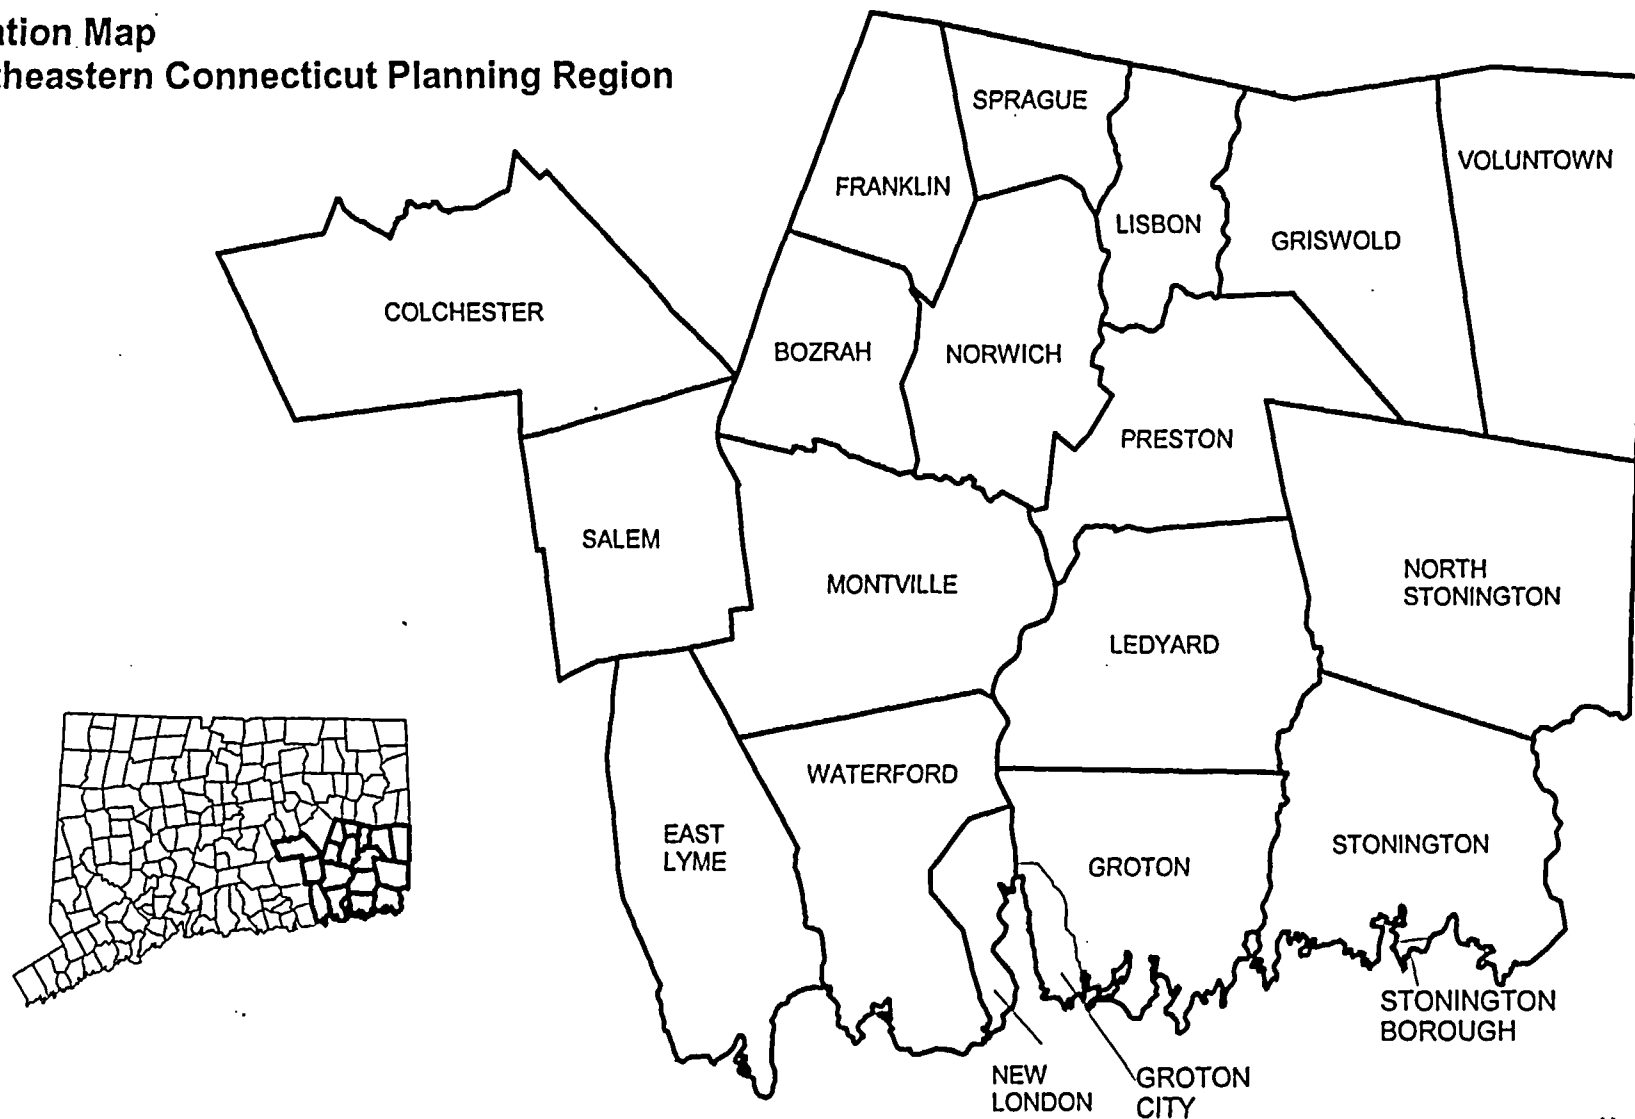 ation Map
theastern Connecticut Planning Region
SPRAGUE
VOLUNTOWN
FRANKLIN
LISBON
GRISWOLD
COLCHESTER
BOZRAH
NORWICH
PRESTON
SALEM
MONTVILLE
NORTH
STONINGTON
LEDYARD
WATERFORD
EAST
LYME
GROTON
STONINGTON
STONINGTON
BOROUGH
NEW
LONDON
GROTON
CITY